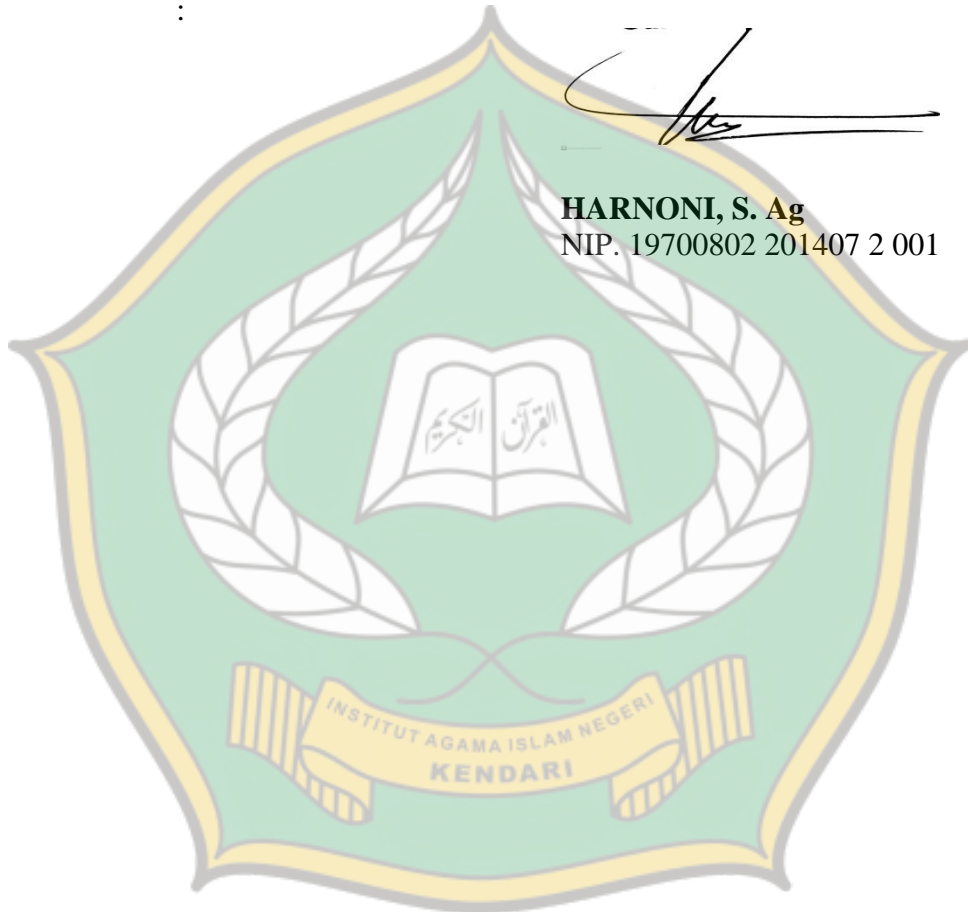 :
HARNONI, S. Ag
NIP. 19700802 201407 2 001
القرآن الكريم
INSTITUT AGAMA ISLAM NEGERI
KENDARI